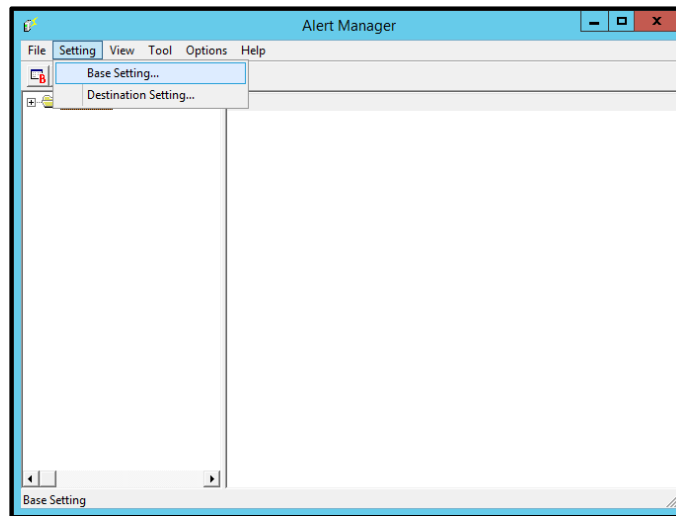 Alert Manager
File Setting View Tool Options Help
B
Base Setting...
Destination Setting...
Base Setting